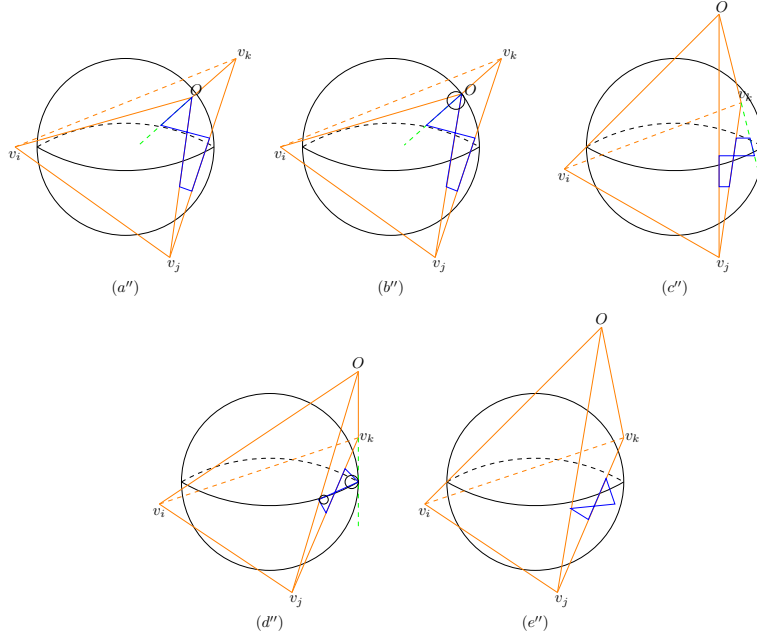 O
v_k
v_i
v_j
(a'')
O
v_k
v_i
v_j
(b'')
O
v_k
v_i
v_j
(c'')
O
v_k
v_i
v_j
(d'')
O
v_k
v_i
v_j
(e'')